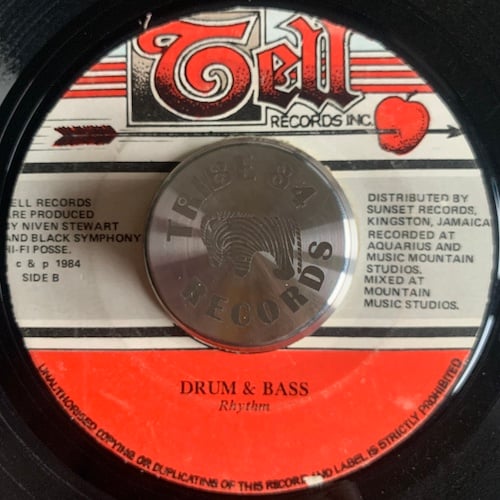 Tell
RECORDS INC.
ELL RECORDS
ARE PRODUCED
BY NIVEN STEWART
AND BLACK SYMPHONY
HI-FI POSSE.
c & p 1984
SIDE B
TRIBE 84
RECORDS
DISTRIBUTED BY
SUNSET RECORDS,
KINGSTON, JAMAICA
RECORDED AT
AQUARIUS AND
MUSIC MOUNTAIN
STUDIOS.
MIXED AT
MOUNTAIN
MUSIC STUDIOS.
DRUM & BASS
Rhythm
UNAUTHORISED COPYING OR DUPLICATING OF THIS RECORD AND LABEL IS STRICTLY PROHIBITED